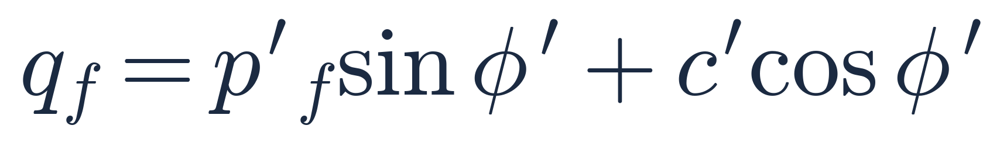 q_f = p'_f sin ϕ' + c' cos ϕ'